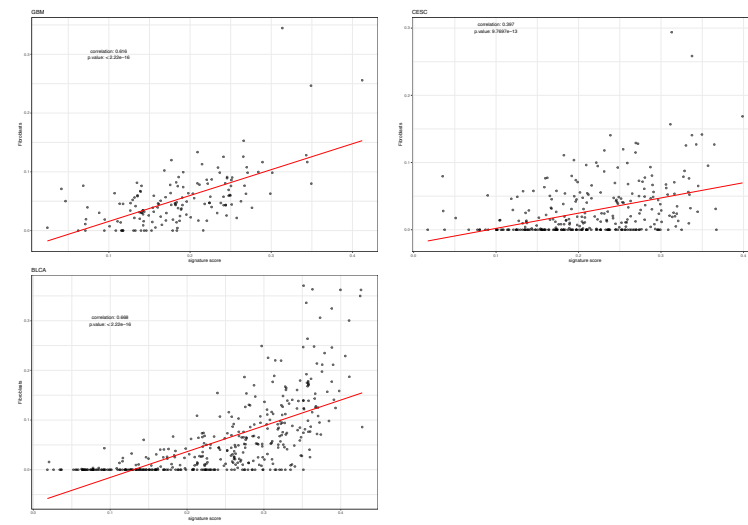 GBM
correlation: 0.616
p.value: < 2.22e−16
0.3
0.2
0.1
0.0
Fibroblasts
0.1
0.2
0.3
0.4
signature score
CESC
correlation: 0.397
p.value: 9.7697e−13
0.3
0.2
0.1
0.0
Fibroblasts
0.0
0.1
0.2
0.3
0.4
signature score
BLCA
correlation: 0.698
p.value: < 2.22e−16
0.3
0.2
0.1
0.0
Fibroblasts
0.0
0.1
0.2
0.3
0.4
signature score